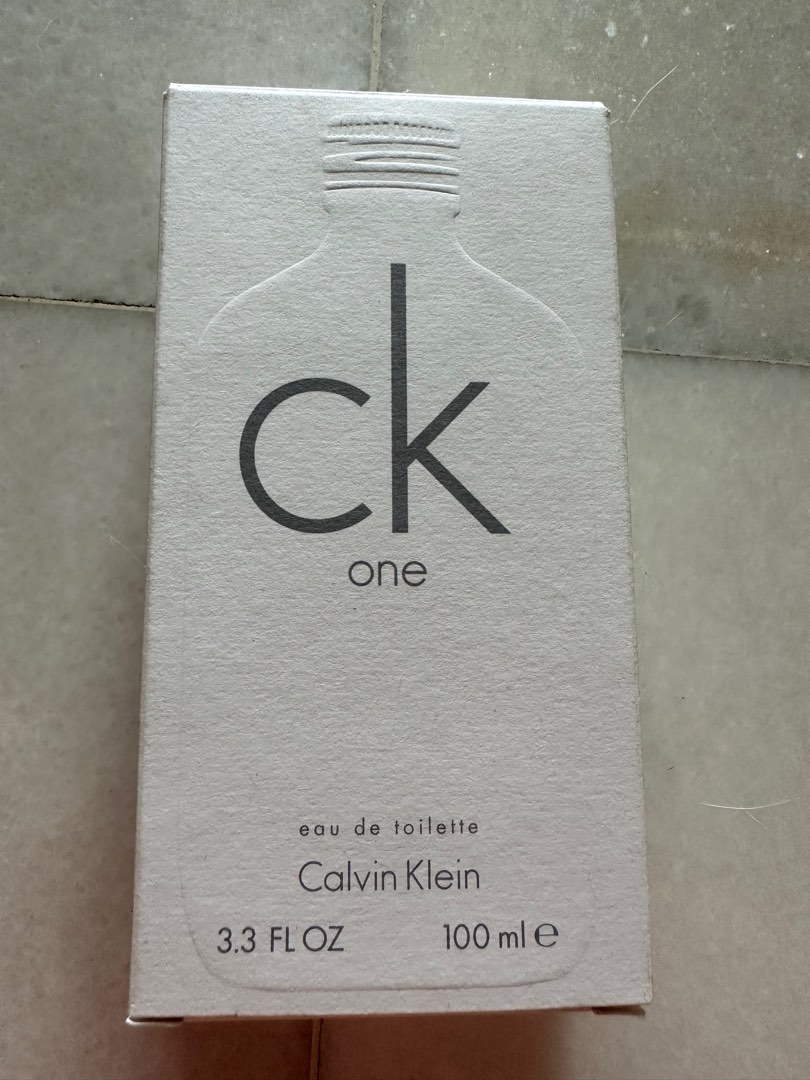 ck
one
eau de toilette
Calvin Klein
3.3 FL OZ 100 ml ℮